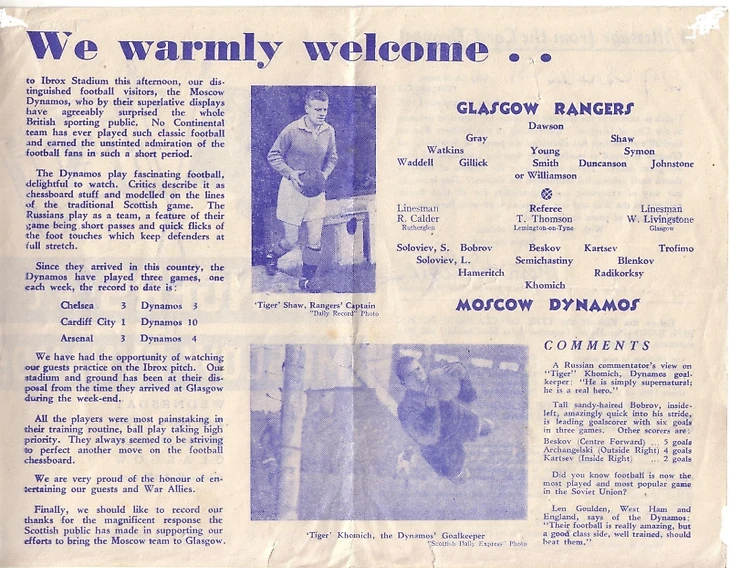 We warmly welcome . .
to Ibrox Stadium this afternoon, our dis-
tinguished football visitors, the Moscow
Dynamos, who by their superlative displays
have agreeably surprised the whole
British sporting public. No Continental
team has ever played such classic football
and earned the unstinted admiration of the
football fans in such a short period.
The Dynamos play fascinating football,
delightful to watch. Critics describe it as
chessboard stuff and modelled on the lines
of the traditional Scottish game. The
Russians play as a team, a feature of their
game being short passes and quick flicks of
the foot touches which keep defenders at
full stretch.
Since they arrived in this country, the
Dynamos have played three games, one
each week, the record to date is:
Chelsea 3 Dynamos 3
Cardiff City 1 Dynamos 10
Arsenal 3 Dynamos 4
We have had the opportunity of watching
our guests practice on the Ibrox pitch. Our
stadium and ground has been at their dis-
posal from the time they arrived at Glasgow
during the week-end.
All the players were most painstaking in
their training routine, ball play taking high
priority. They always seemed to be striving
to perfect another move on the football
chessboard.
We are very proud of the honour of en-
tertaining our guests and War Allies.
Finally, we should like to record our
thanks for the magnificent response the
Scottish public has made in supporting our
efforts to bring the Moscow team to Glasgow.
'Tiger' Shaw, Rangers' Captain
"Daily Record" Photo
GLASGOW RANGERS
Dawson
Gray Shaw
Watkins Young Symon
Waddell Gillick Smith Duncanson Johnstone
or Williamson
Linesman Referee Linesman
R. Calder T. Thomson W. Livingstone
Rutherglen Lemington-on-Tyne Glasgow
Soloviev, S. Bobrov Beskov Kartsev Trofimo
Soloviev, L. Semichastiny Blenkov
Hameritch Radikorksy
Khomich
MOSCOW DYNAMOS
'Tiger' Khomich, the Dynamos' Goalkeeper
"Scottish Daily Express" Photo
COMMENTS
A Russian commentator's view on
"Tiger" Khomich, Dynamos goal-
keeper: "He is simply supernatural;
he is a real hero."
Tall sandy-haired Bobrov, inside-
left, amazingly quick into his stride,
is leading goalscorer with six goals
in three games. Other scorers are:
Beskov (Centre Forward) ... 5 goals
Archangelski (Outside Right) 4 goals
Kartsev (Inside Right) ... 2 goals
Did you know football is now the
most played and most popular game
in the Soviet Union?
Len Goulden, West Ham and
England, says of the Dynamos:
"Their football is really amazing, but
a good class side, well trained, should
beat them."